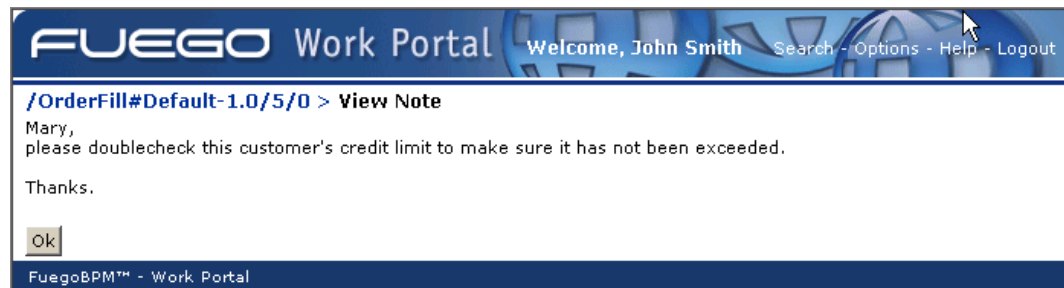 FUEGO Work Portal Welcome, John Smith Search - Options - Help - Logout
/OrderFill#Default-1.0/5/0 > View Note
Mary,
please doublecheck this customer's credit limit to make sure it has not been exceeded.
Thanks.
Ok
FuegoBPM™ - Work Portal